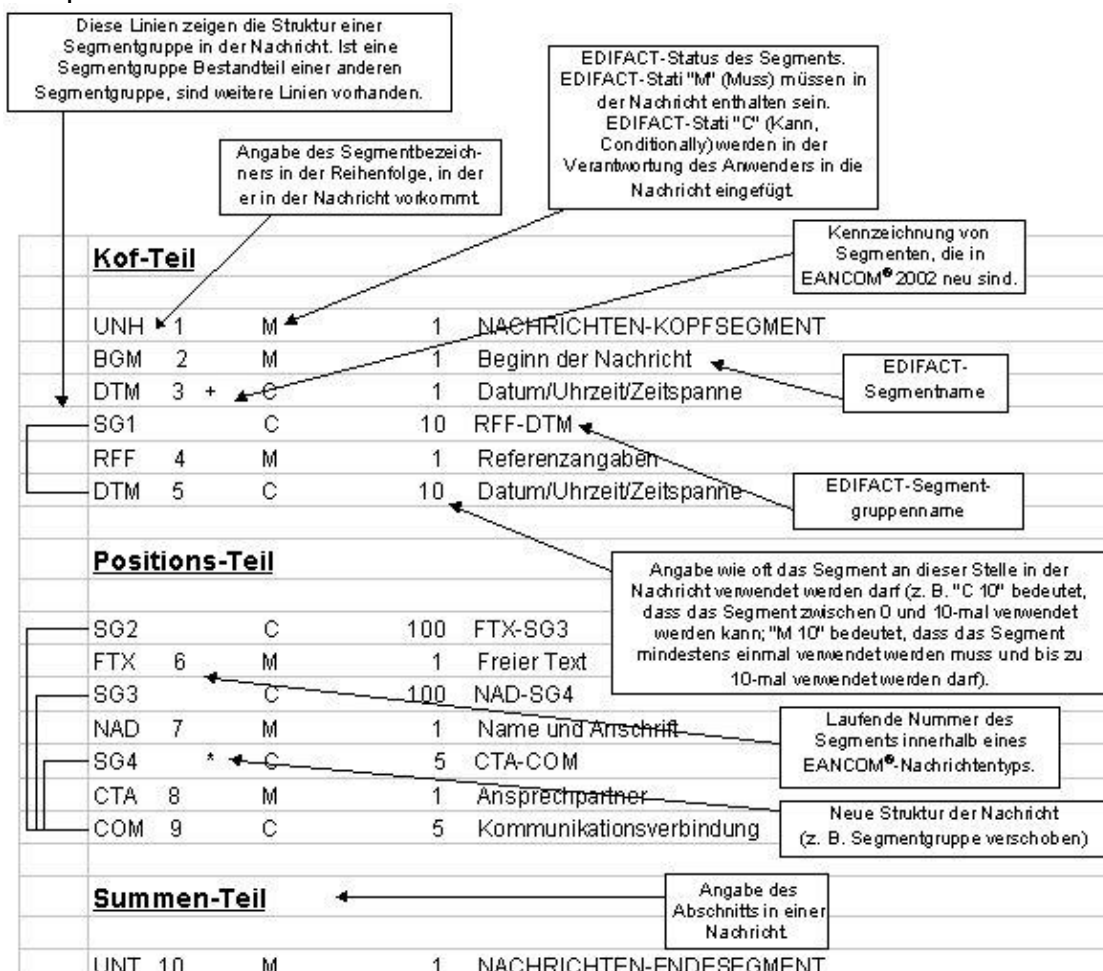 Diese Linien zeigen die Struktur einer
Segmentgruppe in der Nachricht. Ist eine
Segmentgruppe Bestandteil einer anderen
Segmentgruppe, sind weitere Linien vorhanden.
EDIFACT-Status des Segments.
EDIFACT-Stati "M" (Muss) müssen in
der Nachricht enthalten sein.
EDIFACT-Stati "C" (Kann,
Conditionally) werden in der
Verantwortung des Anwenders in die
Nachricht eingefügt.
Angabe des Segmentbezeich-
ners in der Reihenfolge, in der
er in der Nachricht vorkommt.
Kennzeichnung von
Segmenten, die in
EANCOM® 2002 neu sind.
Kof-Teil
UNH 1 M 1 NACHRICHTEN-KOPFSEGMENT
BGM 2 M 1 Beginn der Nachricht
DTM 3 + C 1 Datum/Uhrzeit/Zeitspanne
SG1 C 10 RFF-DTM
RFF 4 M 1 Referenzangaben
DTM 5 C 10 Datum/Uhrzeit/Zeitspanne
EDIFACT-
Segmentname
EDIFACT-Segment-
gruppenname
Positions-Teil
Angabe wie oft das Segment an dieser Stelle in der
Nachricht verwendet werden darf (z. B. "C 10" bedeutet,
dass das Segment zwischen 0 und 10-mal verwendet
werden kann; "M 10" bedeutet, dass das Segment
mindestens einmal verwendet werden muss und bis zu
10-mal verwendet werden darf).
SG2 C 100 FTX-SG3
FTX 6 M 1 Freier Text
SG3 C 100 NAD-SG4
NAD 7 M 1 Name und Anschrift
SG4 * C 5 CTA-COM
CTA 8 M 1 Ansprechpartner
COM 9 C 5 Kommunikationsverbindung
Laufende Nummer des
Segments innerhalb eines
EANCOM®-Nachrichtentyps.
Neue Struktur der Nachricht
(z. B. Segmentgruppe verschoben)
Summen-Teil
Angabe des
Abschnitts in einer
Nachricht.
UNT 10 M 1 NACHRICHTEN-ENDESEGMENT